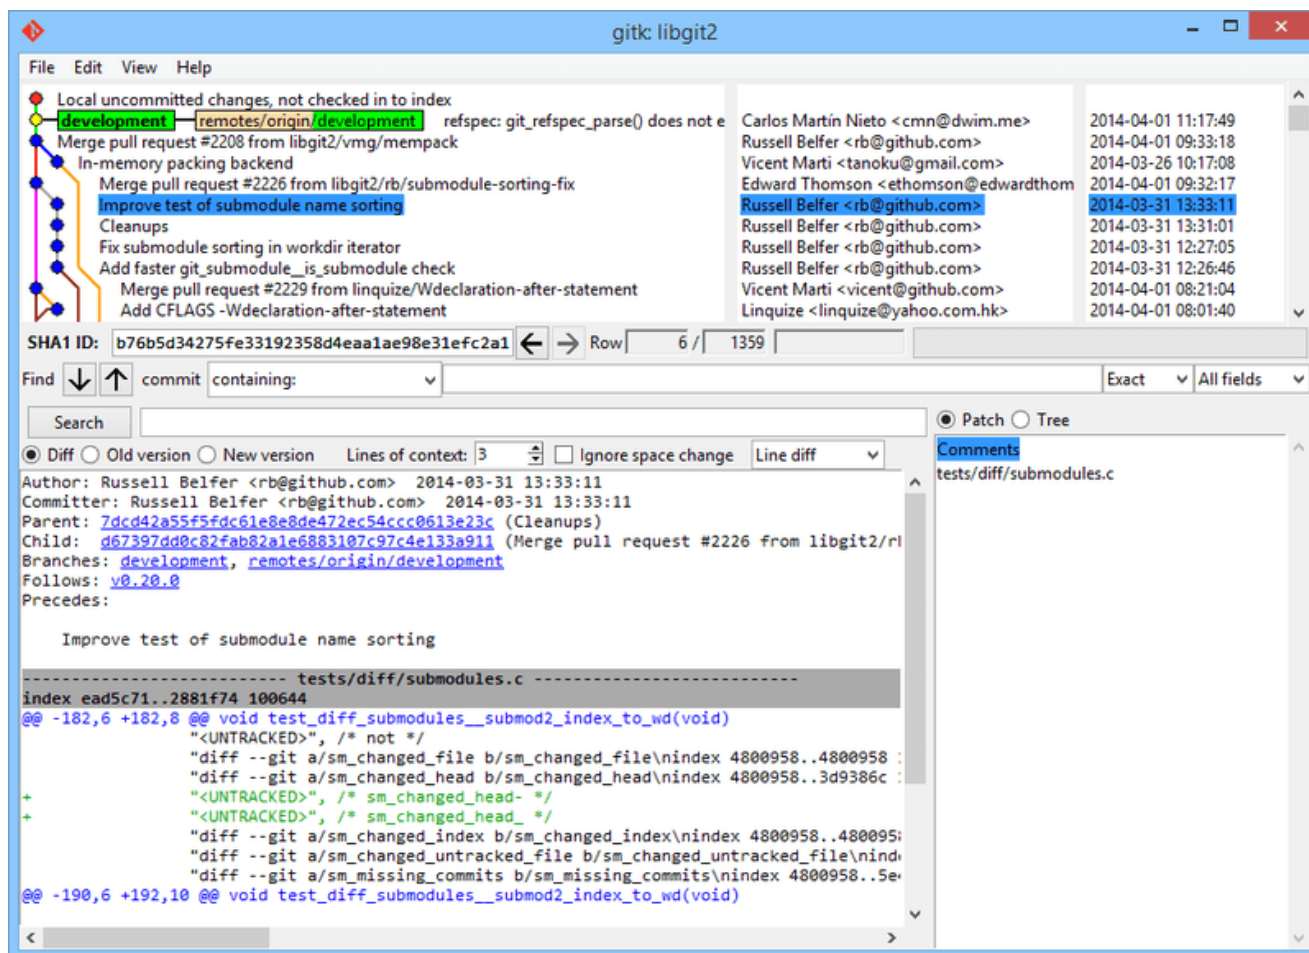 gitk: libgit2
File Edit View Help
Local uncommitted changes, not checked in to index
development remotes/origin/development refspec: git_refspec_parse() does not e Carlos Martín Nieto <cmn@dwim.me> 2014-04-01 11:17:49
Merge pull request #2208 from libgit2/vmg/mempack Russell Belfer <rb@github.com> 2014-04-01 09:33:18
In-memory packing backend Vicent Marti <tanoku@gmail.com> 2014-03-26 10:17:08
Merge pull request #2226 from libgit2/rb/submodule-sorting-fix Edward Thomson <ethomson@edwardthom 2014-04-01 09:32:17
Improve test of submodule name sorting Russell Belfer <rb@github.com> 2014-03-31 13:33:11
Cleanups Russell Belfer <rb@github.com> 2014-03-31 13:31:01
Fix submodule sorting in workdir iterator Russell Belfer <rb@github.com> 2014-03-31 12:27:05
Add faster git_submodule__is_submodule check Russell Belfer <rb@github.com> 2014-03-31 12:26:46
Merge pull request #2229 from linquize/Wdeclaration-after-statement Vicent Marti <vicent@github.com> 2014-04-01 08:21:04
Add CFLAGS -Wdeclaration-after-statement Linquize <linquize@yahoo.com.hk> 2014-04-01 08:01:40
SHA1 ID: b76b5d34275fe33192358d4eaa1ae98e31efc2a1 Row 6 / 1359
Find commit containing: Exact All fields
Search Patch Tree
Diff Old version New version Lines of context: 3 Ignore space change Line diff
Comments
tests/diff/submodules.c
Author: Russell Belfer <rb@github.com> 2014-03-31 13:33:11
Committer: Russell Belfer <rb@github.com> 2014-03-31 13:33:11
Parent: 7dcd42a55f5fdc61e8e8de472ec54ccc0613e23c (Cleanups)
Child: d67397dd0c82fab82a1e6883107c97c4e133a911 (Merge pull request #2226 from libgit2/rl
Branches: development, remotes/origin/development
Follows: v0.20.0
Precedes:
Improve test of submodule name sorting
--------------------------- tests/diff/submodules.c ---------------------------
index ead5c71..2881f74 100644
@@ -182,6 +182,8 @@ void test_diff_submodules__submod2_index_to_wd(void)
"<UNTRACKED>", /* not */
"diff --git a/sm_changed_file b/sm_changed_file\nindex 4800958..4800958
"diff --git a/sm_changed_head b/sm_changed_head\nindex 4800958..3d9386c
+ "<UNTRACKED>", /* sm_changed_head- */
+ "<UNTRACKED>", /* sm_changed_head_ */
"diff --git a/sm_changed_index b/sm_changed_index\nindex 4800958..480095
"diff --git a/sm_changed_untracked_file b/sm_changed_untracked_file\nind
"diff --git a/sm_missing_commits b/sm_missing_commits\nindex 4800958..5e
@@ -190,6 +192,10 @@ void test_diff_submodules__submod2_index_to_wd(void)